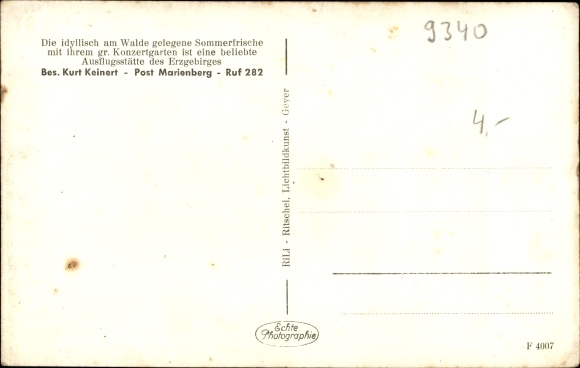 Die idyllisch am Walde gelegene Sommerfrische
mit ihrem gr. Konzertgarten ist eine beliebte
Ausflugsstätte des Erzgebirges
Bes. Kurt Keinert - Post Marienberg - Ruf 282
RiLi - Ritschel, Lichtbildkunst - Geyer
9340
4,-
Echte
Photographie
F 4007